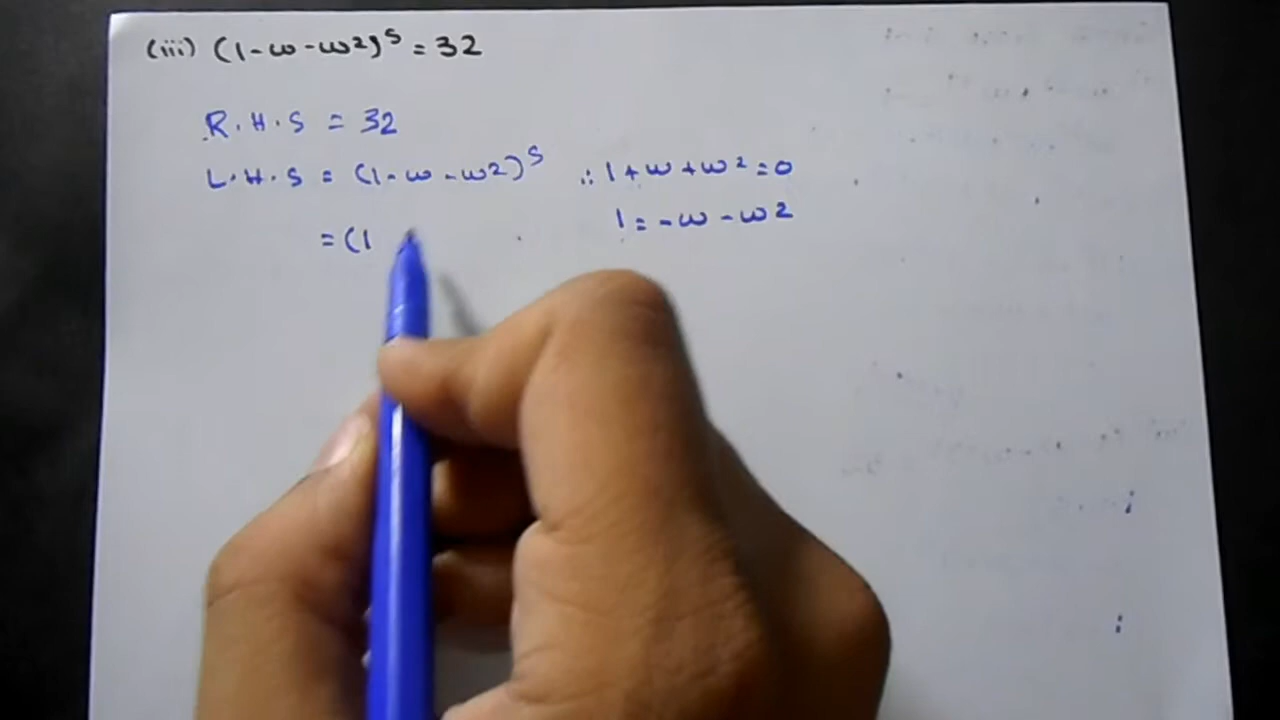 (iii) (1-ω-ω2)⁵ = 32
R.H.S = 32
L.H.S = (1-ω-ω2)⁵ ∴ 1+ω+ω²=0
= (1 1=-ω-ω2